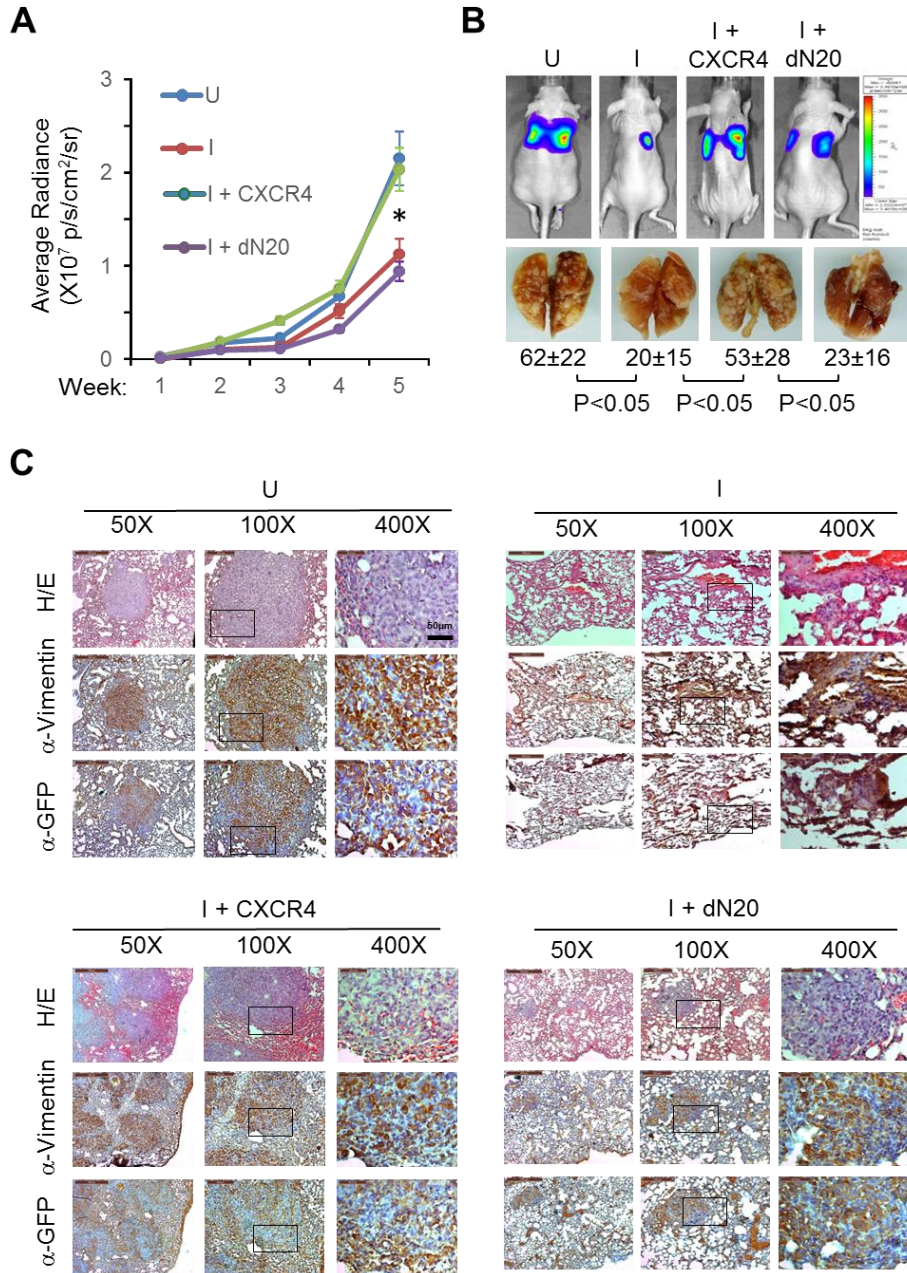 A
Average Radiance
(X10⁷ p/s/cm²/sr)
3
2
1
0
U
I
I + CXCR4
I + dN20
*
Week: 1 2 3 4 5
B
U I I + CXCR4 I + dN20
62±22 20±15 53±28 23±16
P<0.05 P<0.05 P<0.05
C
U
50X 100X 400X
H/E
50µm
α-Vimentin
α-GFP
I
50X 100X 400X
I + CXCR4
50X 100X 400X
H/E
α-Vimentin
α-GFP
I + dN20
50X 100X 400X